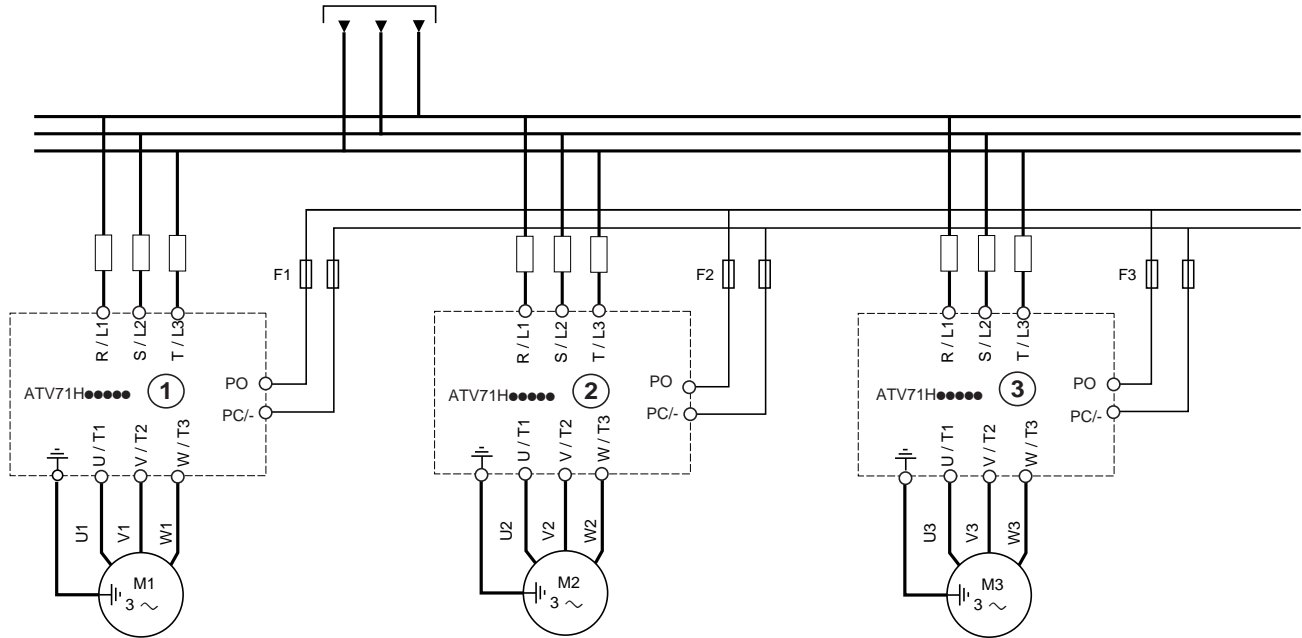 F1
F2
F3
R / L1
S / L2
T / L3
R / L1
S / L2
T / L3
R / L1
S / L2
T / L3
ATV71H●●●●●
1
PO
PC/-
ATV71H●●●●●
2
PO
PC/-
ATV71H●●●●●
3
PO
PC/-
U / T1
V / T2
W / T3
U / T1
V / T2
W / T3
U / T1
V / T2
W / T3
U1
V1
W1
U2
V2
W2
U3
V3
W3
M1
3 ~
M2
3 ~
M3
3 ~